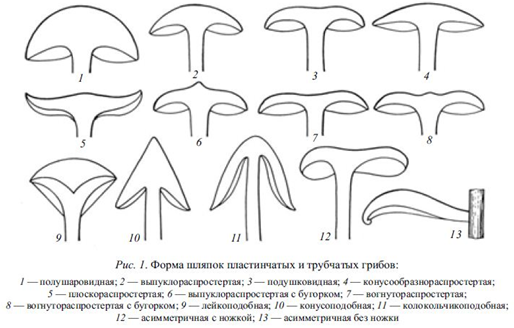 1
2
3
4
5
6
7
8
9
10
11
12
13
Рис. 1. Форма шляпок пластинчатых и трубчатых грибов:
1 — полушаровидная; 2 — выпуклораспростертая; 3 — подушковидная; 4 — конусообразнораспростертая;
5 — плоскораспростертая; 6 — выпуклораспростертая с бугорком; 7 — вогнутораспростертая;
8 — вогнутораспростертая с бугорком; 9 — лейкоподобная; 10 — конусоподобная; 11 — колокольчикоподобная;
12 — асимметричная с ножкой; 13 — асимметричная без ножки